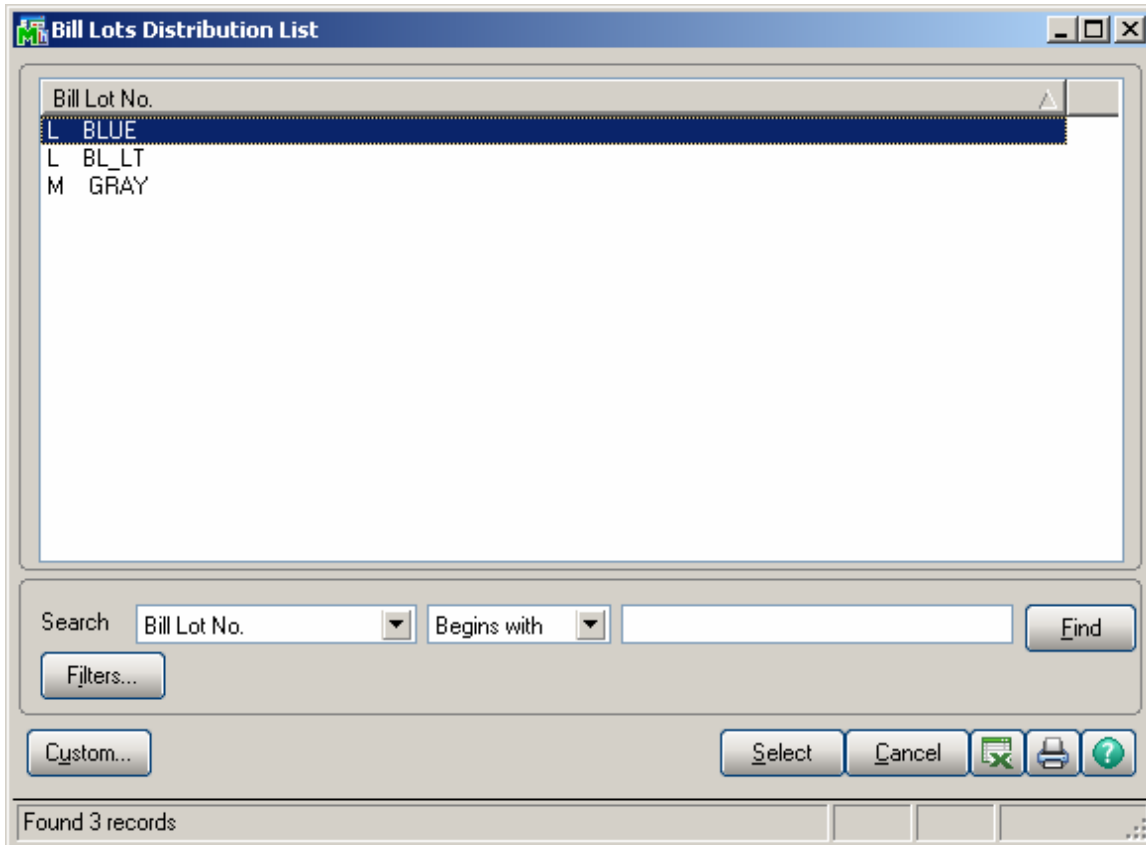 Bill Lots Distribution List
Bill Lot No.
L BLUE
L BL_LT
M GRAY
Search Bill Lot No. Begins with Find
Filters...
Custom... Select Cancel
Found 3 records